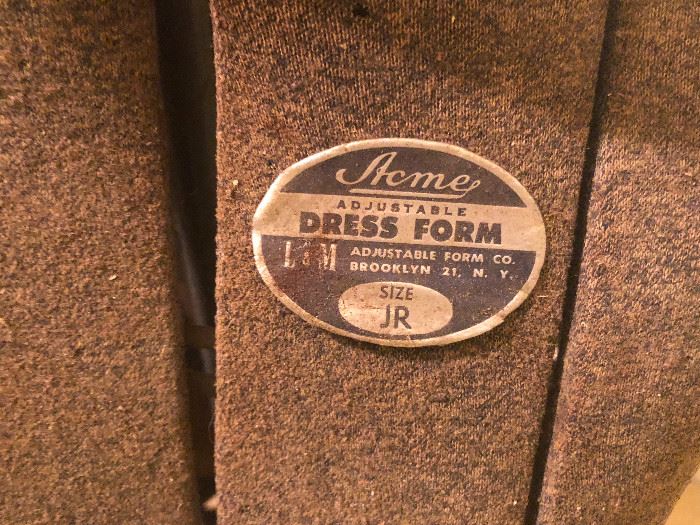 Acme
ADJUSTABLE
DRESS FORM
L & M ADJUSTABLE FORM CO.
BROOKLYN 21, N. Y.
SIZE
JR